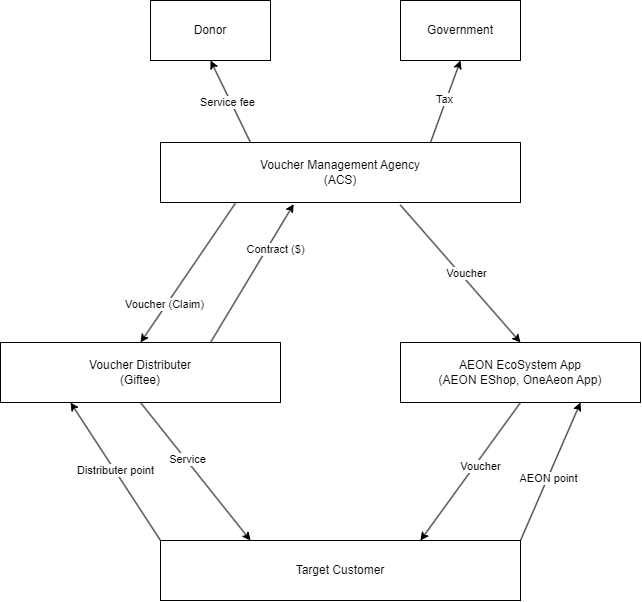 Donor
Government
Service fee
Tax
Voucher Management Agency
(ACS)
Contract ($)
Voucher
Voucher (Claim)
Voucher Distributer
(Giftee)
AEON EcoSystem App
(AEON EShop, OneAeon App)
Service
Voucher
Distributer point
AEON point
Target Customer